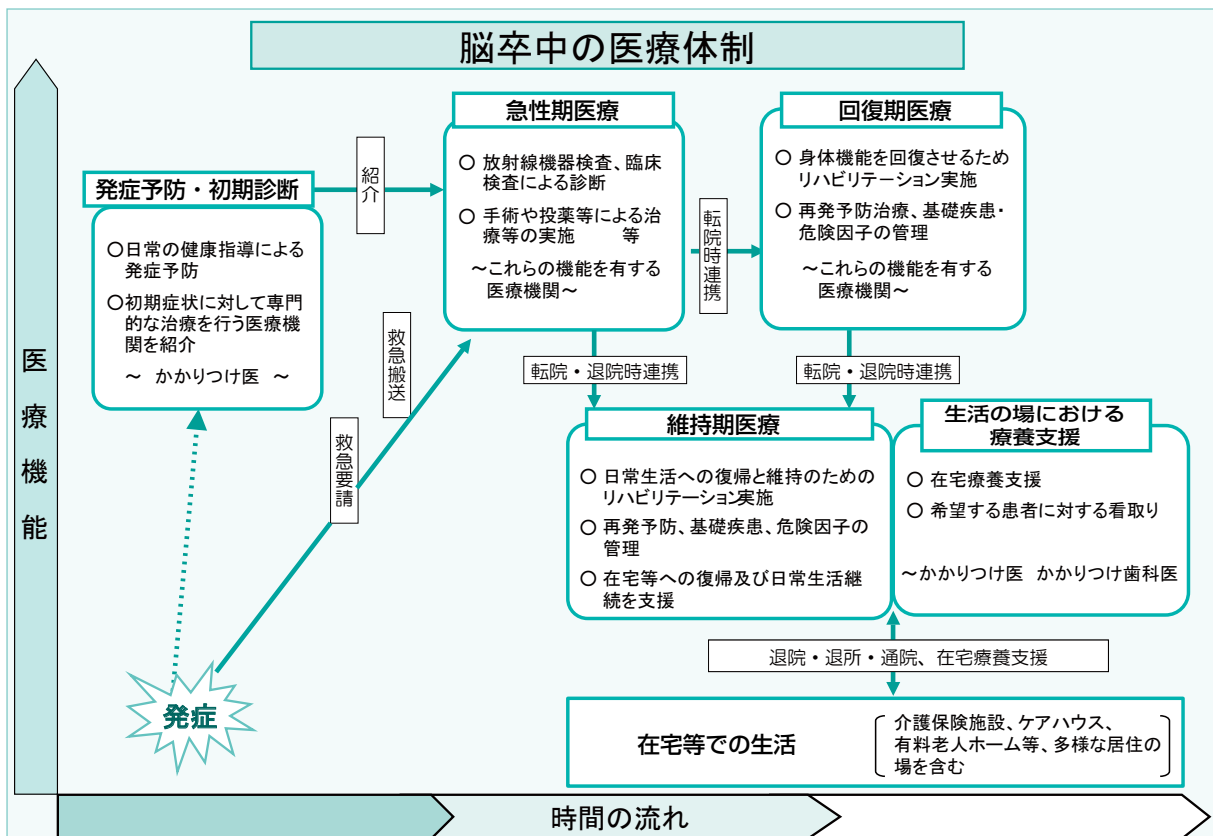 脳卒中の医療体制
医療機能
発症予防・初期診断
○日常の健康指導による
発症予防
○初期症状に対して専門
的な治療を行う医療機
関を紹介
～ かかりつけ医 ～
紹介
急性期医療
○ 放射線機器検査、臨床
検査による診断
○ 手術や投薬等による治
療等の実施 等
～これらの機能を有する
医療機関～
転院時連携
回復期医療
○ 身体機能を回復させるため
リハビリテーション実施
○ 再発予防治療、基礎疾患・
危険因子の管理
～これらの機能を有する
医療機関～
救急搬送
救急要請
転院・退院時連携
転院・退院時連携
維持期医療
○ 日常生活への復帰と維持のための
リハビリテーション実施
○ 再発予防、基礎疾患、危険因子の
管理
○ 在宅等への復帰及び日常生活継
続を支援
生活の場における
療養支援
○ 在宅療養支援
○ 希望する患者に対する看取り
～かかりつけ医 かかりつけ歯科医
退院・退所・通院、在宅療養支援
発症
在宅等での生活
介護保険施設、ケアハウス、
有料老人ホーム等、多様な居住の
場を含む
時間の流れ